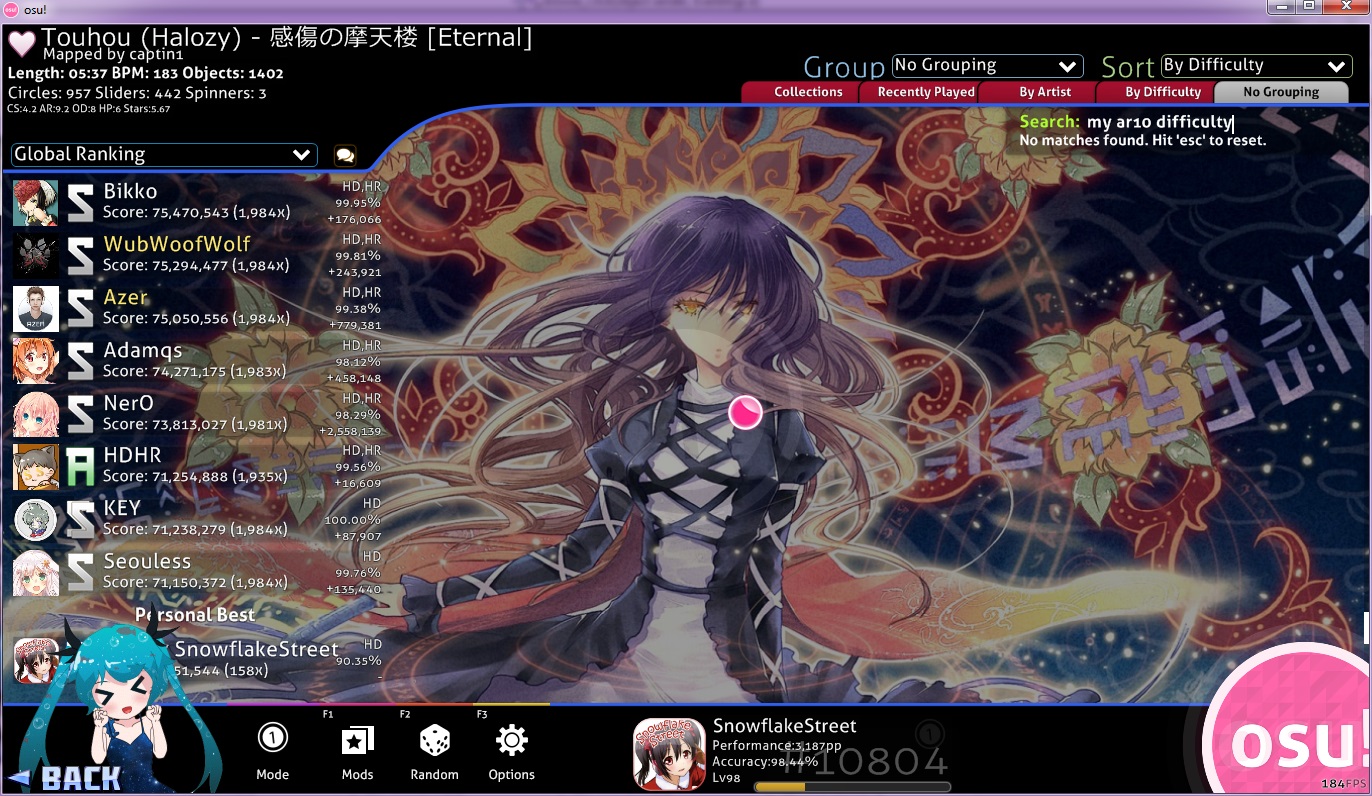 osu!
Touhou (Halozy) - 感傷の摩天楼 [Eternal]
Mapped by captin1
Length: 05:37 BPM: 183 Objects: 1402
Circles: 957 Sliders: 442 Spinners: 3
CS:4.2 AR:9.2 OD:8 HP:6 Stars:5.67
Group No Grouping Sort By Difficulty
Collections Recently Played By Artist By Difficulty No Grouping
Search: my ar10 difficulty
No matches found. Hit 'esc' to reset.
Global Ranking
S Bikko HD,HR
Score: 75,470,543 (1,984x) 99.95%
+176,066
S WubWoofWolf HD,HR
Score: 75,294,477 (1,984x) 99.81%
+243,921
AZER S Azer HD,HR
Score: 75,050,556 (1,984x) 99.38%
+779,381
S Adamqs HD,HR
Score: 74,271,175 (1,983x) 98.12%
+458,148
S NerO HD,HR
Score: 73,813,027 (1,981x) 98.29%
+2,558,139
A HDHR HD,HR
Score: 71,254,888 (1,935x) 99.56%
+16,609
S KEY HD
Score: 71,238,279 (1,984x) 100.00%
+87,907
S Seouless HD
Score: 71,150,372 (1,984x) 99.76%
+135,440
Personal Best
SnowflakeStreet HD
51,544 (158x) 90.35%
-
BACK
1
Mode
F1
Mods
F2
Random
F3
Options
Snowflake Street
SnowflakeStreet
Performance:3,187pp
Accuracy:98.44%
Lv98
#10804
1
osu!
184FPS